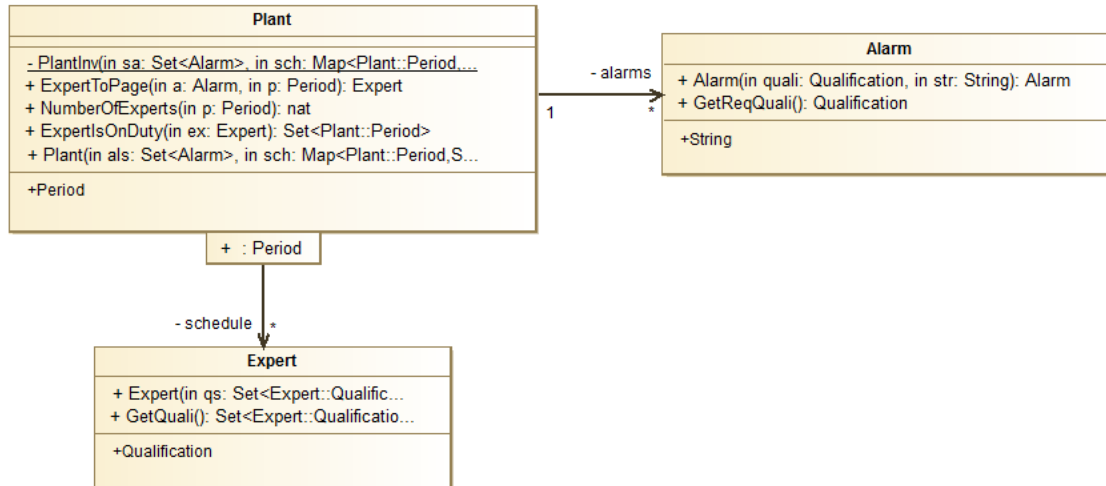 Plant
- PlantInv(in sa: Set<Alarm>, in sch: Map<Plant::Period,...
+ ExpertToPage(in a: Alarm, in p: Period): Expert
+ NumberOfExperts(in p: Period): nat
+ ExpertIsOnDuty(in ex: Expert): Set<Plant::Period>
+ Plant(in als: Set<Alarm>, in sch: Map<Plant::Period,S...
+Period
+ : Period
- alarms
1
*
Alarm
+ Alarm(in quali: Qualification, in str: String): Alarm
+ GetReqQuali(): Qualification
+String
- schedule
*
Expert
+ Expert(in qs: Set<Expert::Qualific...
+ GetQuali(): Set<Expert::Qualificatio...
+Qualification